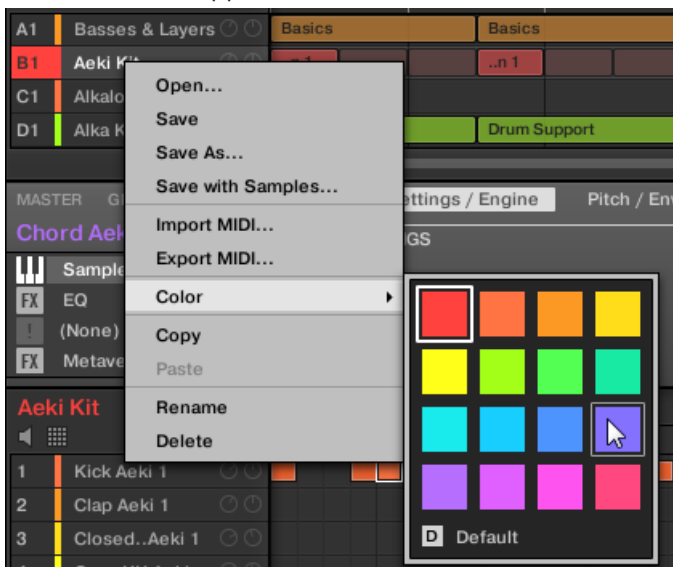 A1 Basses & Layers Basics Basics
B1 Aeki ..n 1
C1 Alkalo
D1 Alka K Drum Support
Open...
Save
Save As...
Save with Samples...
Import MIDI...
Export MIDI...
Color
Copy
Paste
Rename
Delete
MASTER G ettings / Engine Pitch / Env
Chord Aek GS
Sample
FX EQ
! (None)
FX Metave
D Default
Aeki Kit
1 Kick Aeki 1
2 Clap Aeki 1
3 Closed..Aeki 1